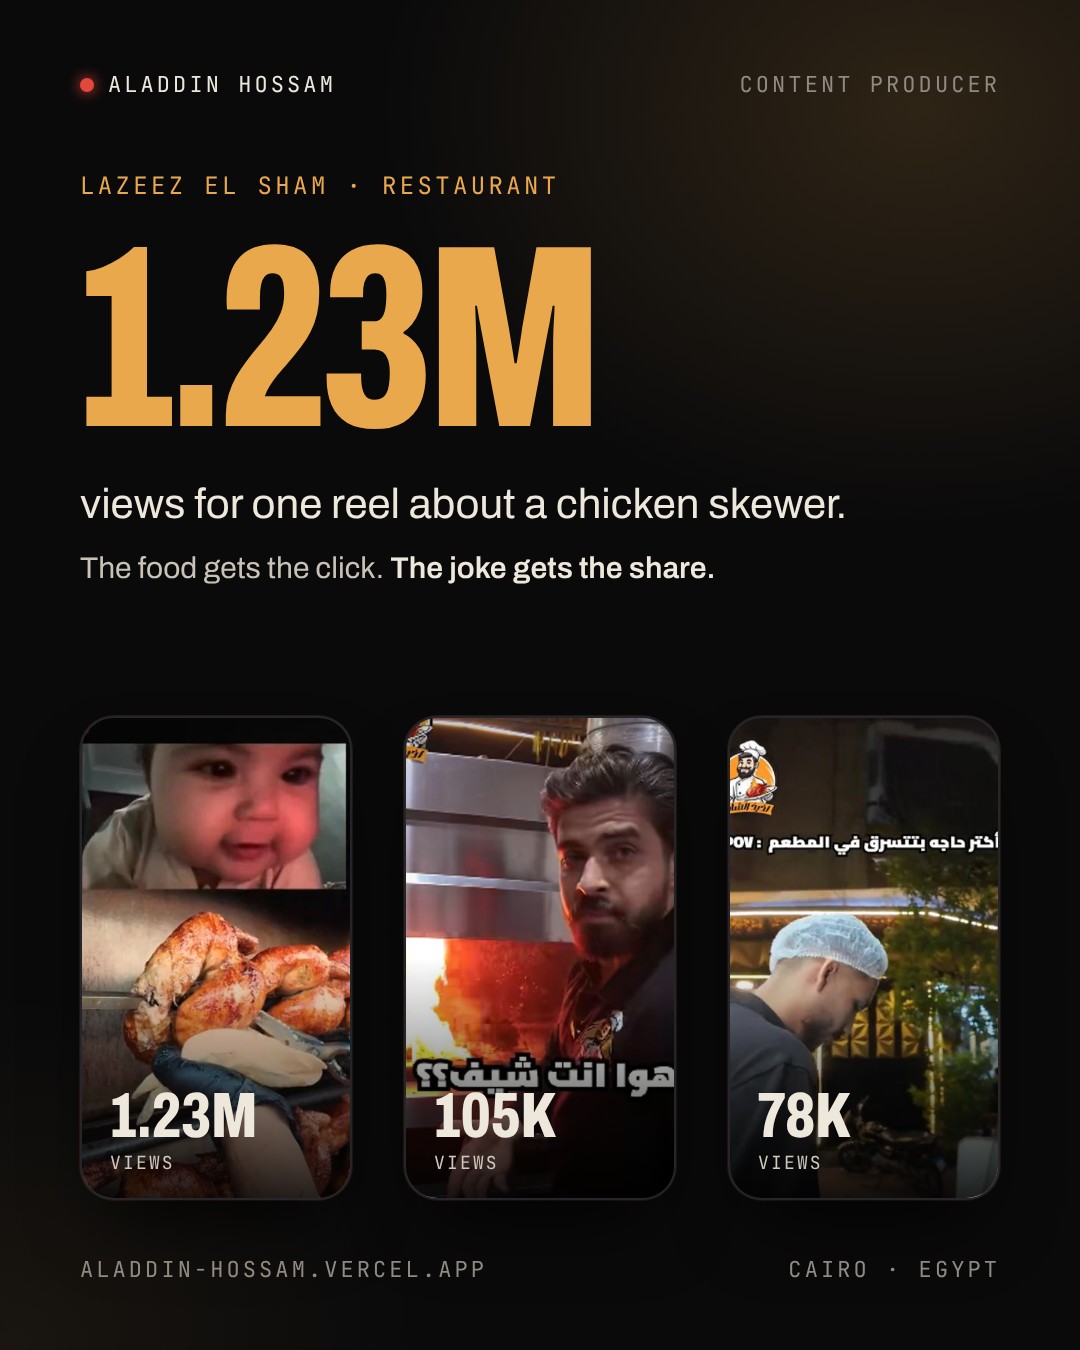 ALADDIN HOSSAM
CONTENT PRODUCER
LAZEEZ EL SHAM · RESTAURANT
1.23M
views for one reel about a chicken skewer.
The food gets the click. The joke gets the share.
هوا انت شيف؟؟
POV : أكتر حاجه بتتسرق في المطعم
1.23M
VIEWS
105K
VIEWS
78K
VIEWS
ALADDIN-HOSSAM.VERCEL.APP
CAIRO · EGYPT